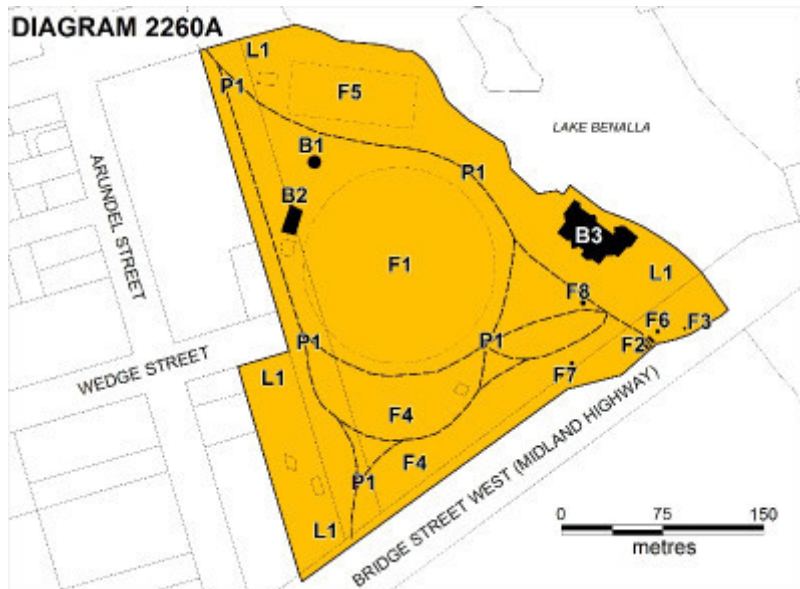 DIAGRAM 2260A
L1
P1
F5
LAKE BENALLA
B1
P1
ARUNDEL STREET
B2
B3
F1
L1
F8
F6
F3
P1
P1
F2
WEDGE STREET
L1
F7
F4
F4
P1
L1
BRIDGE STREET WEST (MIDLAND HIGHWAY)
0 75 150
metres